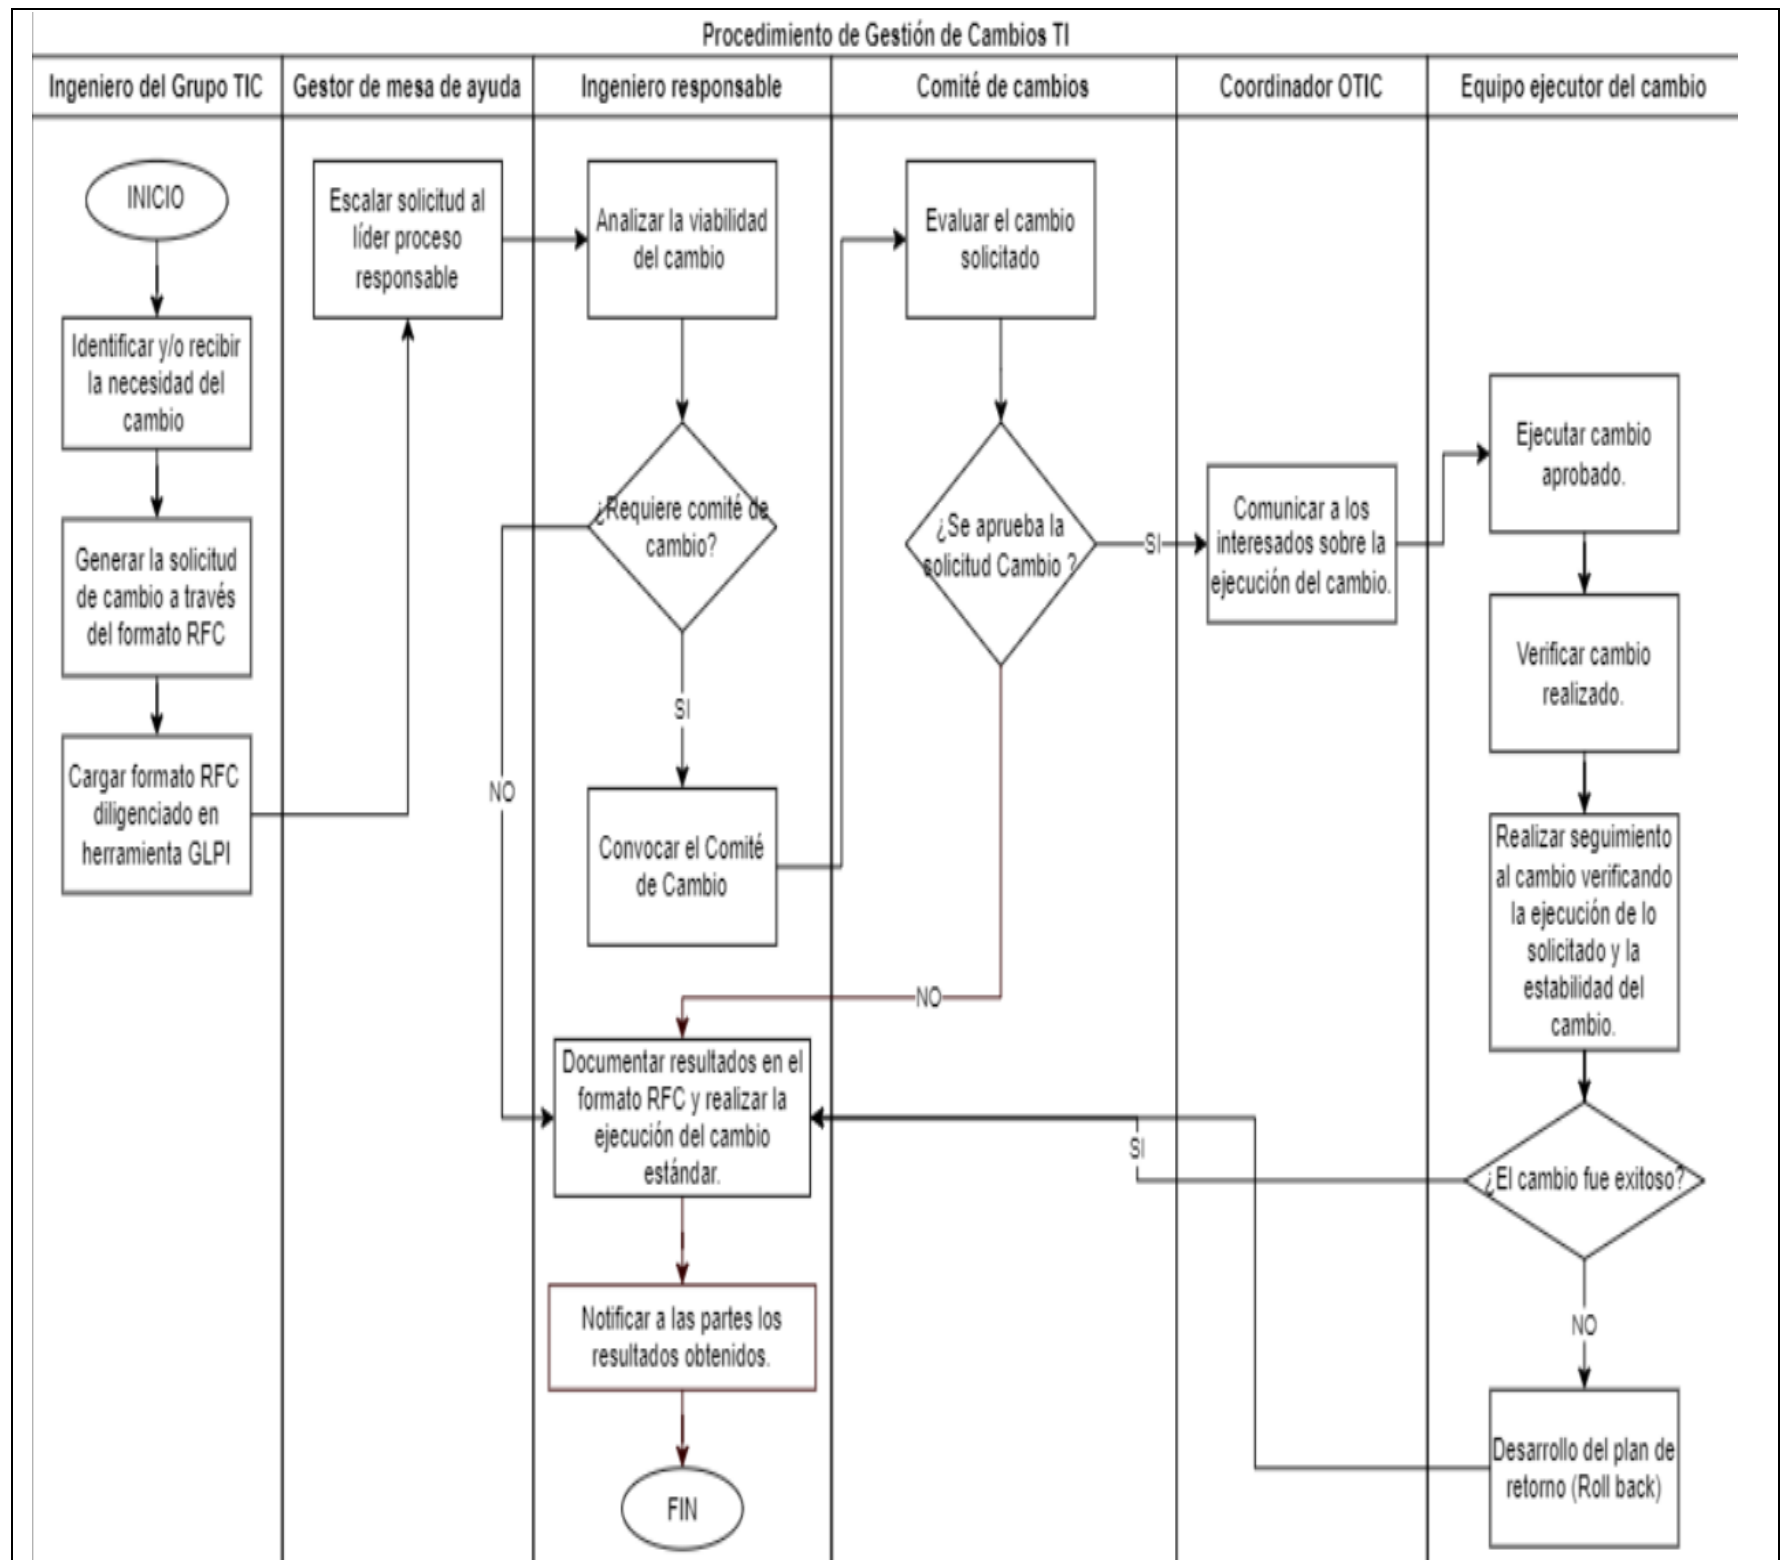 Procedimiento de Gestión de Cambios TI
Ingeniero del Grupo TIC
Gestor de mesa de ayuda
Ingeniero responsable
Comité de cambios
Coordinador OTIC
Equipo ejecutor del cambio
INICIO
Identificar y/o recibir
la necesidad del
cambio
Generar la solicitud
de cambio a través
del formato RFC
Cargar formato RFC
diligenciado en
herramienta GLPI
Escalar solicitud al
líder proceso
responsable
Analizar la viabilidad
del cambio
¿Requiere comité de
cambio?
NO
SI
Convocar el Comité
de Cambio
Evaluar el cambio
solicitado
¿Se aprueba la
solicitud Cambio ?
SI
NO
Comunicar a los
interesados sobre la
ejecución del cambio.
Ejecutar cambio
aprobado.
Verificar cambio
realizado.
Realizar seguimiento
al cambio verificando
la ejecución de lo
solicitado y la
estabilidad del
cambio.
¿El cambio fue exitoso?
SI
NO
Desarrollo del plan de
retorno (Roll back)
Documentar resultados en el
formato RFC y realizar la
ejecución del cambio
estándar.
Notificar a las partes los
resultados obtenidos.
FIN